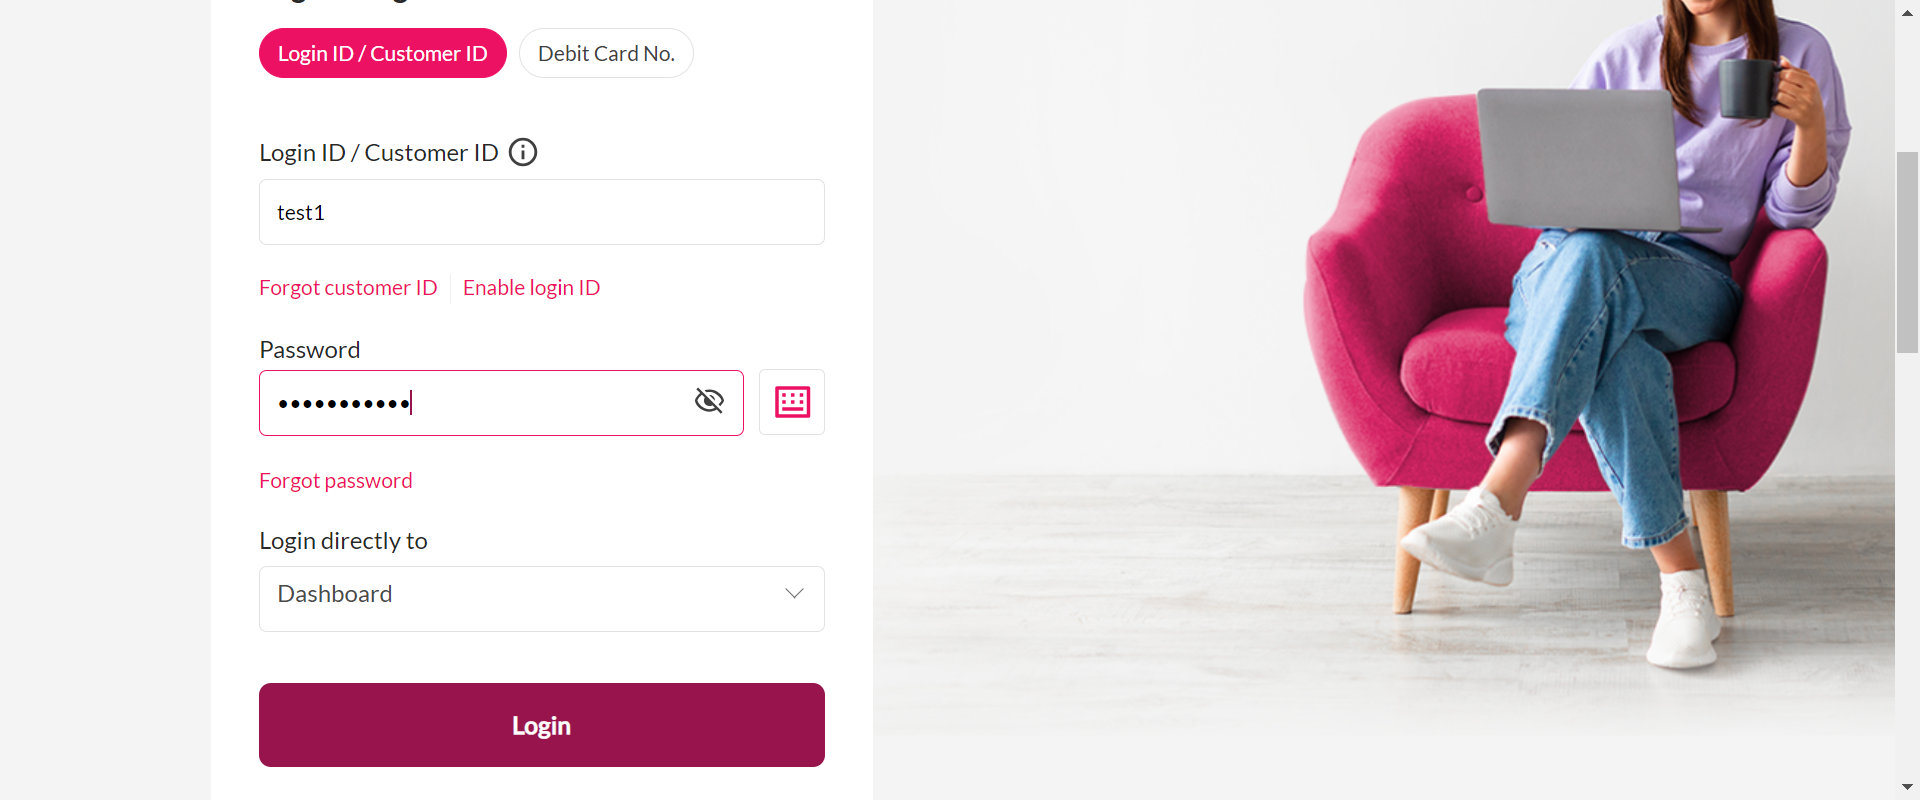 Login ID / Customer ID
Debit Card No.
Login ID / Customer ID
test1
Forgot customer ID
Enable login ID
Password
•••••••••••
Forgot password
Login directly to
Dashboard
Login